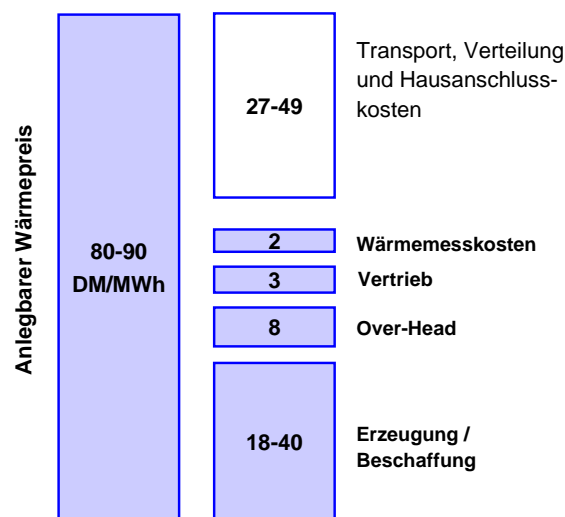 Anlegbarer Wärmepreis
80-90
DM/MWh
27-49
Transport, Verteilung
und Hausanschluss-
kosten
2
Wärmemesskosten
3
Vertrieb
8
Over-Head
18-40
Erzeugung /
Beschaffung